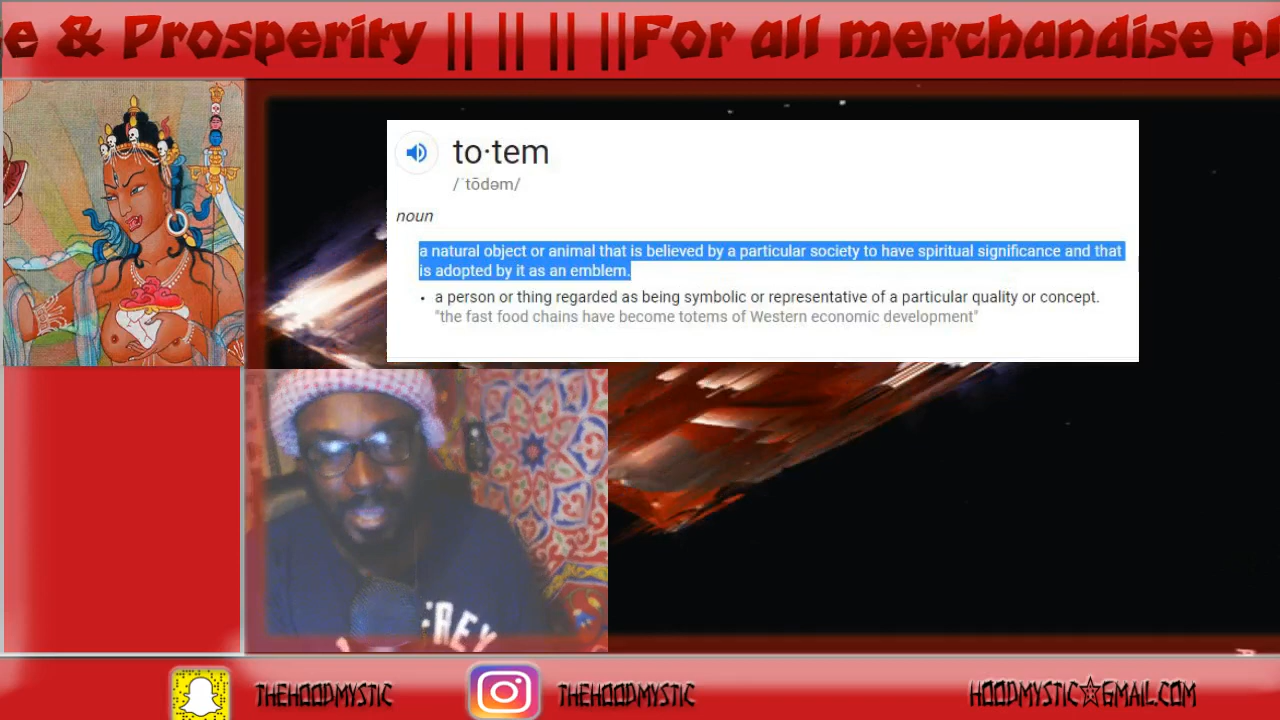 e & Prosperity || || || ||For all merchandise pl
to·tem
/ˈtōdəm/
noun
a natural object or animal that is believed by a particular society to have spiritual significance and that
is adopted by it as an emblem.
• a person or thing regarded as being symbolic or representative of a particular quality or concept.
"the fast food chains have become totems of Western economic development"
FREY
THEHOODMYSTIC THEHOODMYSTIC HOODMYSTIC☆GMAIL.COM